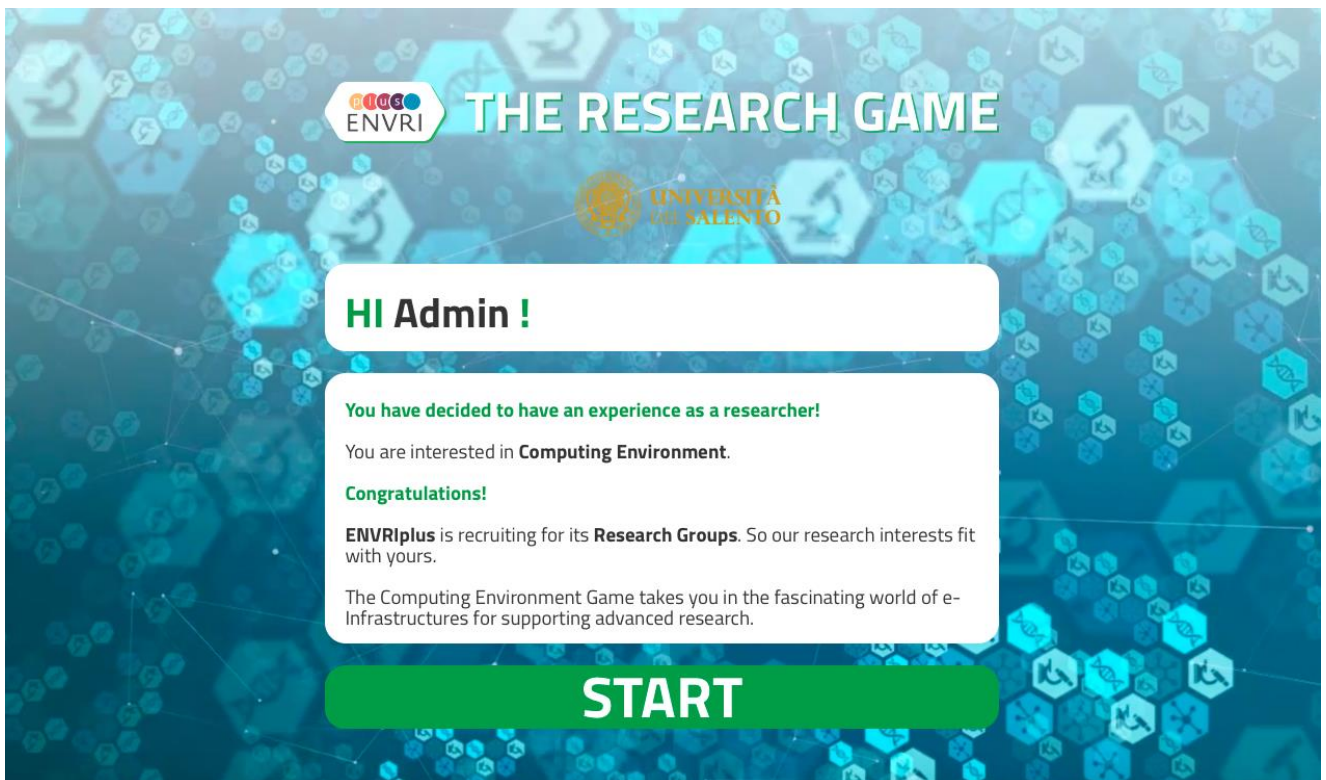 plus
ENVRI
THE RESEARCH GAME
UNIVERSITÀ
DEL SALENTO
HI Admin !
You have decided to have an experience as a researcher!
You are interested in Computing Environment.
Congratulations!
ENVRIplus is recruiting for its Research Groups. So our research interests fit
with yours.
The Computing Environment Game takes you in the fascinating world of e-
Infrastructures for supporting advanced research.
START